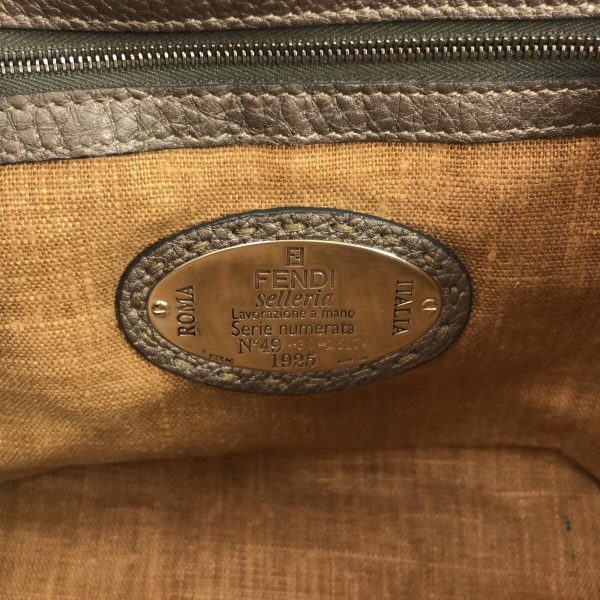 FENDI
selleria
Lavorazione a mano
Serie numerata
N°49
1925
ROMA
ITALIA